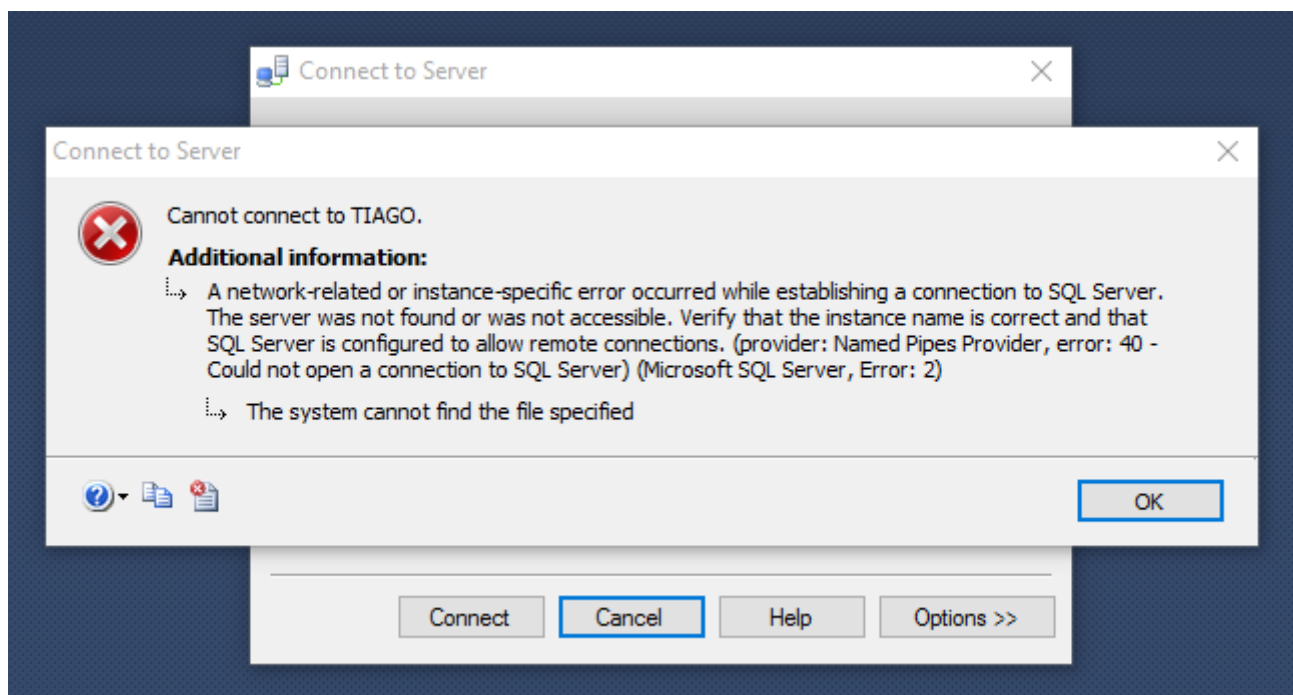 Connect to Server
Connect to Server
Cannot connect to TIAGO.
Additional information:
A network-related or instance-specific error occurred while establishing a connection to SQL Server.
The server was not found or was not accessible. Verify that the instance name is correct and that
SQL Server is configured to allow remote connections. (provider: Named Pipes Provider, error: 40 -
Could not open a connection to SQL Server) (Microsoft SQL Server, Error: 2)
The system cannot find the file specified
OK
Connect
Cancel
Help
Options >>